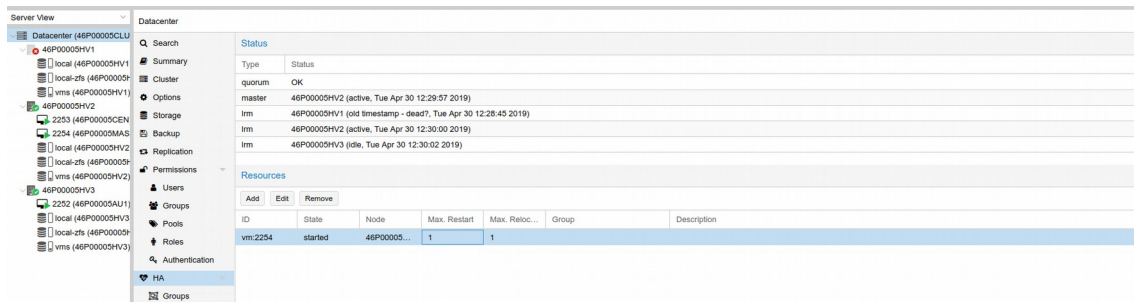 Server View
Datacenter (46P00005CLU
46P00005HV1
local (46P00005HV1
local-zfs (46P00005H
vms (46P00005HV1)
46P00005HV2
2253 (46P00005CEN
2254 (46P00005MAS
local (46P00005HV2
local-zfs (46P00005H
vms (46P00005HV2)
46P00005HV3
2252 (46P00005AU1)
local (46P00005HV3
local-zfs (46P00005H
vms (46P00005HV3)
Datacenter
Search
Summary
Cluster
Options
Storage
Backup
Replication
Permissions
Users
Groups
Pools
Roles
Authentication
HA
Groups
Status
Type Status
quorum OK
master 46P00005HV2 (active, Tue Apr 30 12:29:57 2019)
lrm 46P00005HV1 (old timestamp - dead?, Tue Apr 30 12:28:45 2019)
lrm 46P00005HV2 (active, Tue Apr 30 12:30:00 2019)
lrm 46P00005HV3 (idle, Tue Apr 30 12:30:02 2019)
Resources
Add Edit Remove
ID State Node Max. Restart Max. Reloc... Group Description
vm:2254 started 46P00005... 1 1